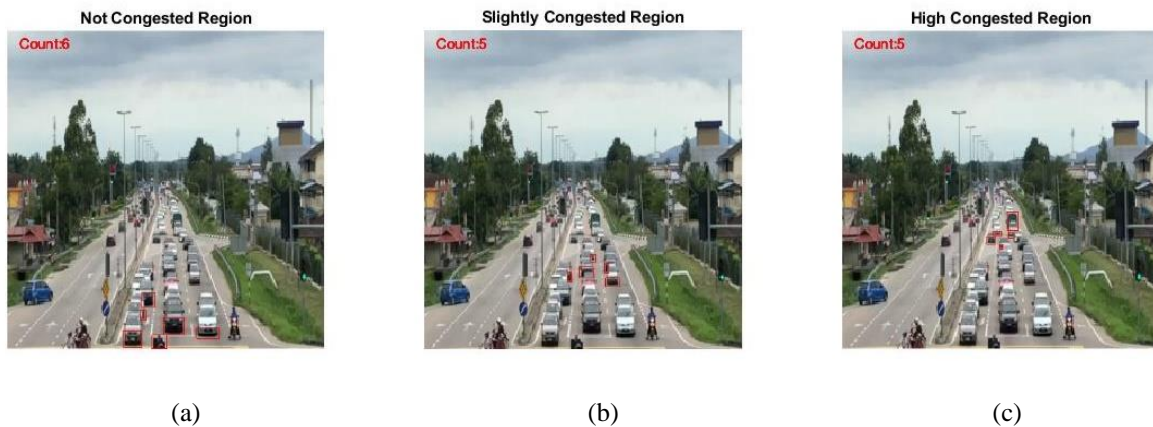 Not Congested Region
Count:6
Slightly Congested Region
Count:5
High Congested Region
Count:5
(a)
(b)
(c)